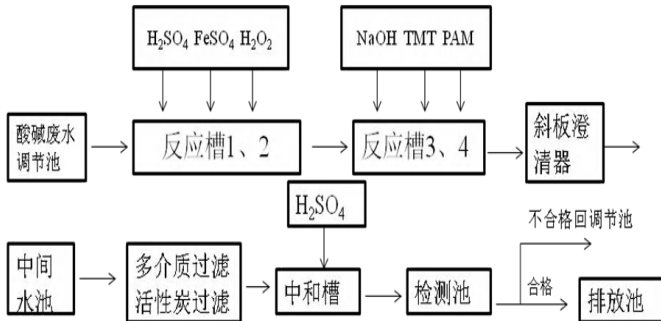 H₂SO₄ FeSO₄ H₂O₂
NaOH TMT PAM
酸碱废水
调节池
反应槽1、2
反应槽3、4
斜板澄
清器
H₂SO₄
不合格回调节池
中间
水池
多介质过滤
活性炭过滤
中和槽
检测池
合格
排放池